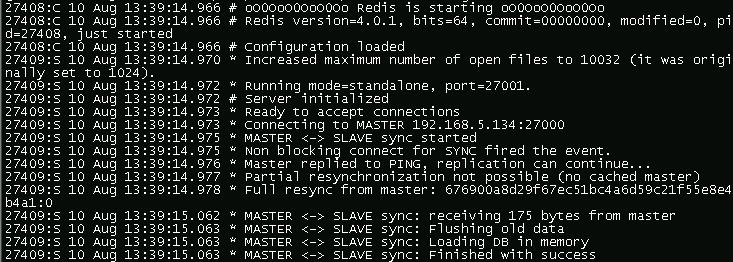 27408:C 10 Aug 13:39:14.966 # oO0OoO0OoO0Oo Redis is starting oO0OoO0OoO0Oo
27408:C 10 Aug 13:39:14.966 # Redis version=4.0.1, bits=64, commit=00000000, modified=0, pi
d=27408, just started
27408:C 10 Aug 13:39:14.966 # Configuration loaded
27409:S 10 Aug 13:39:14.970 * Increased maximum number of open files to 10032 (it was origi
nally set to 1024).
27409:S 10 Aug 13:39:14.972 * Running mode=standalone, port=27001.
27409:S 10 Aug 13:39:14.972 # Server initialized
27409:S 10 Aug 13:39:14.973 * Ready to accept connections
27409:S 10 Aug 13:39:14.973 * Connecting to MASTER 192.168.5.134:27000
27409:S 10 Aug 13:39:14.975 * MASTER <-> SLAVE sync started
27409:S 10 Aug 13:39:14.975 * Non blocking connect for SYNC fired the event.
27409:S 10 Aug 13:39:14.976 * Master replied to PING, replication can continue...
27409:S 10 Aug 13:39:14.977 * Partial resynchronization not possible (no cached master)
27409:S 10 Aug 13:39:14.978 * Full resync from master: 676900a8d29f67ec51bc4a6d59c21f55e8e4
b4a1:0
27409:S 10 Aug 13:39:15.062 * MASTER <-> SLAVE sync: receiving 175 bytes from master
27409:S 10 Aug 13:39:15.063 * MASTER <-> SLAVE sync: Flushing old data
27409:S 10 Aug 13:39:15.063 * MASTER <-> SLAVE sync: Loading DB in memory
27409:S 10 Aug 13:39:15.063 * MASTER <-> SLAVE sync: Finished with success